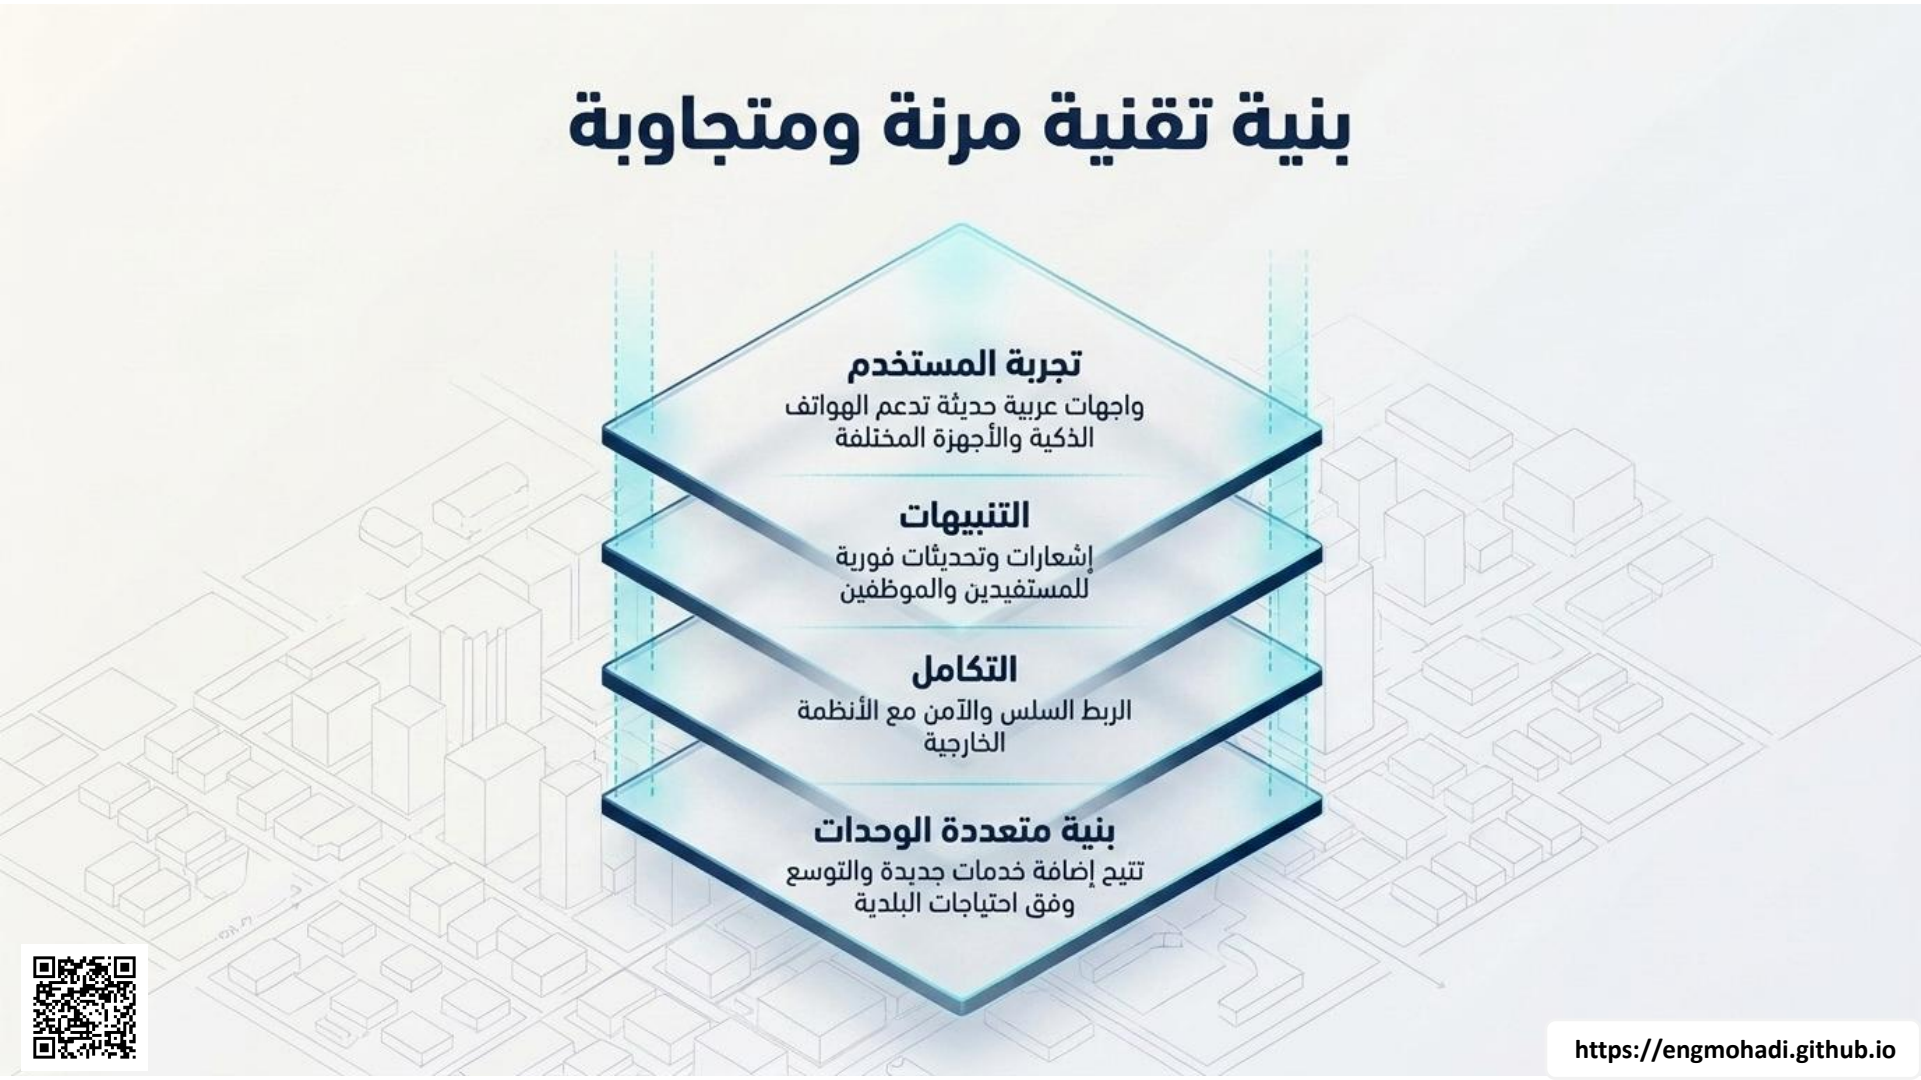 بنية تقنية مرنة ومتجاوبة
تجربة المستخدم
واجهات عربية حديثة تدعم الهواتف
الذكية والأجهزة المختلفة
التنبيهات
إشعارات وتحديثات فورية
للمستفيدين والموظفين
التكامل
الربط السلس والآمن مع الأنظمة
الخارجية
بنية متعددة الوحدات
تتيح إضافة خدمات جديدة والتوسع
وفق احتياجات البلدية
https://engmohadi.github.io